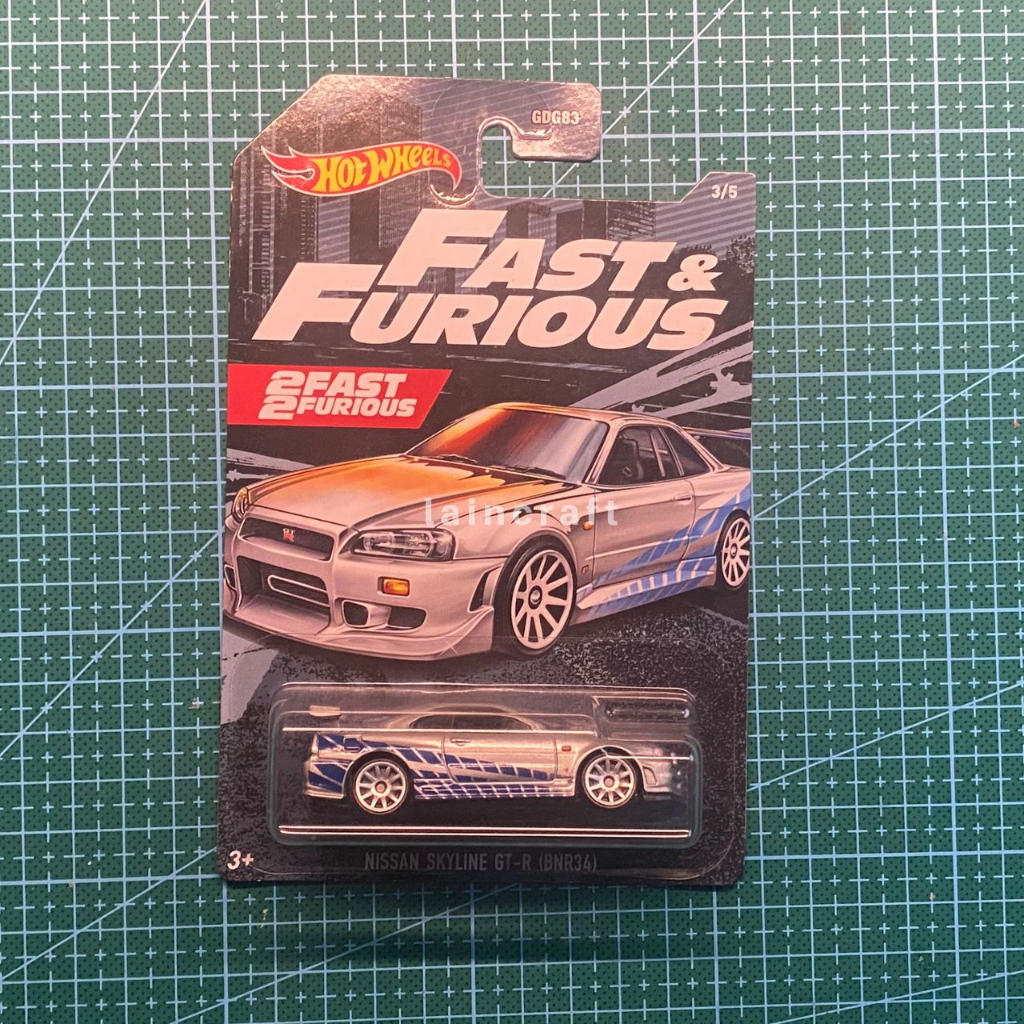 GDG83
HOT WHEELS
3/5
FAST &
FURIOUS
2 FAST
2 FURIOUS
laincraft
3+
NISSAN SKYLINE GT-R (BNR34)